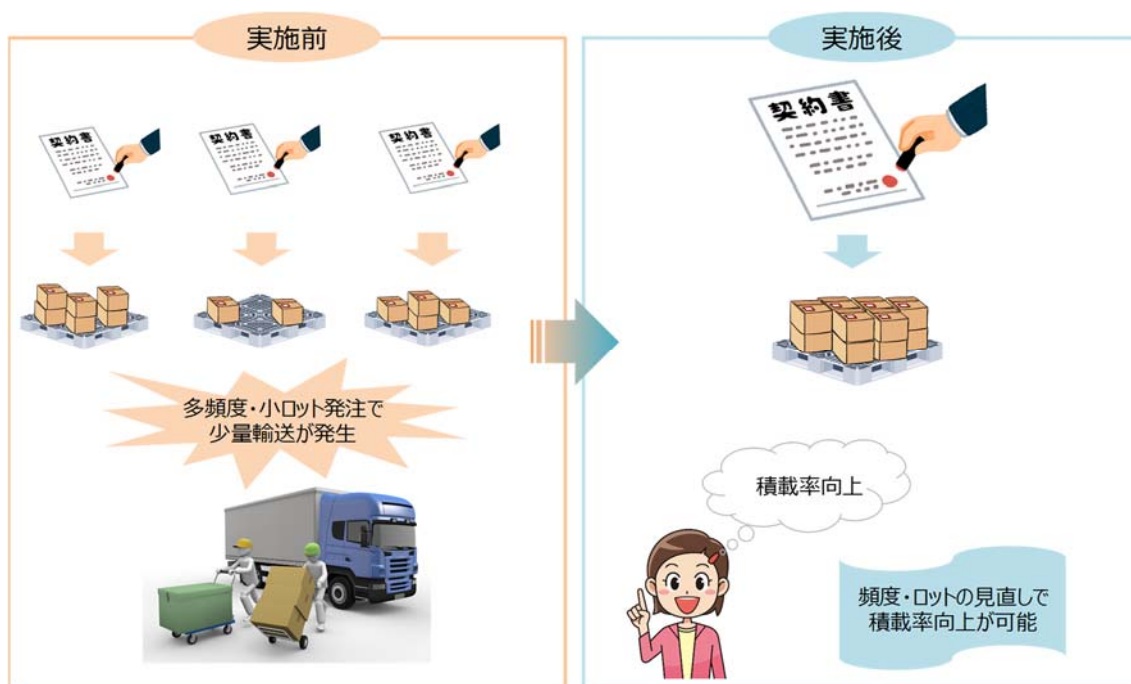 実施前
契約書
契約書
契約書
多頻度・小ロット発注で
少量輸送が発生
実施後
契約書
積載率向上
頻度・ロットの見直しで
積載率向上が可能